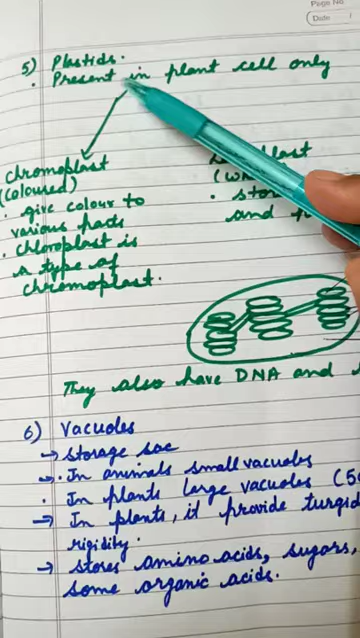 Page No
Date
5) Plastids.
. Present in plant cell only
chromoplast
(coloured)
. give colour to
various parts
. chloroplast is
a type of
chromoplast.
They also have DNA and
6) Vacuoles
→ storage sac
→ . In animals small vacuoles
. In plants large vacuoles
→ In plants, it provide
rigidity.
→ stores amino acids, sugars,
some organic acids.